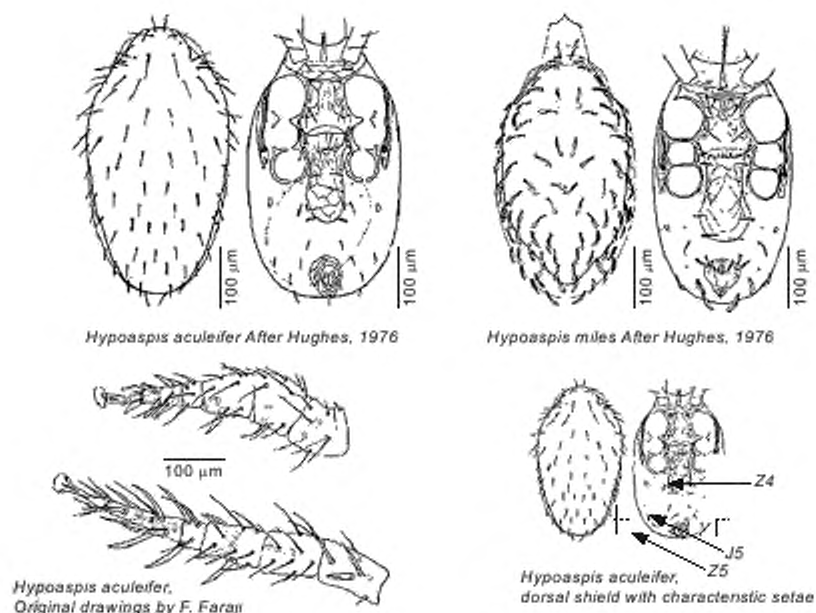 100 µm
100 µm
100 µm
100 µm
Hypoaspis aculeifer After Hughes, 1976
Hypoaspis miles After Hughes, 1976
100 µm
Z4
J5
Z5
Hypoaspis aculeifer,
Original drawings by F. Faraji
Hypoaspis aculeifer,
dorsal shield with characteristic setae